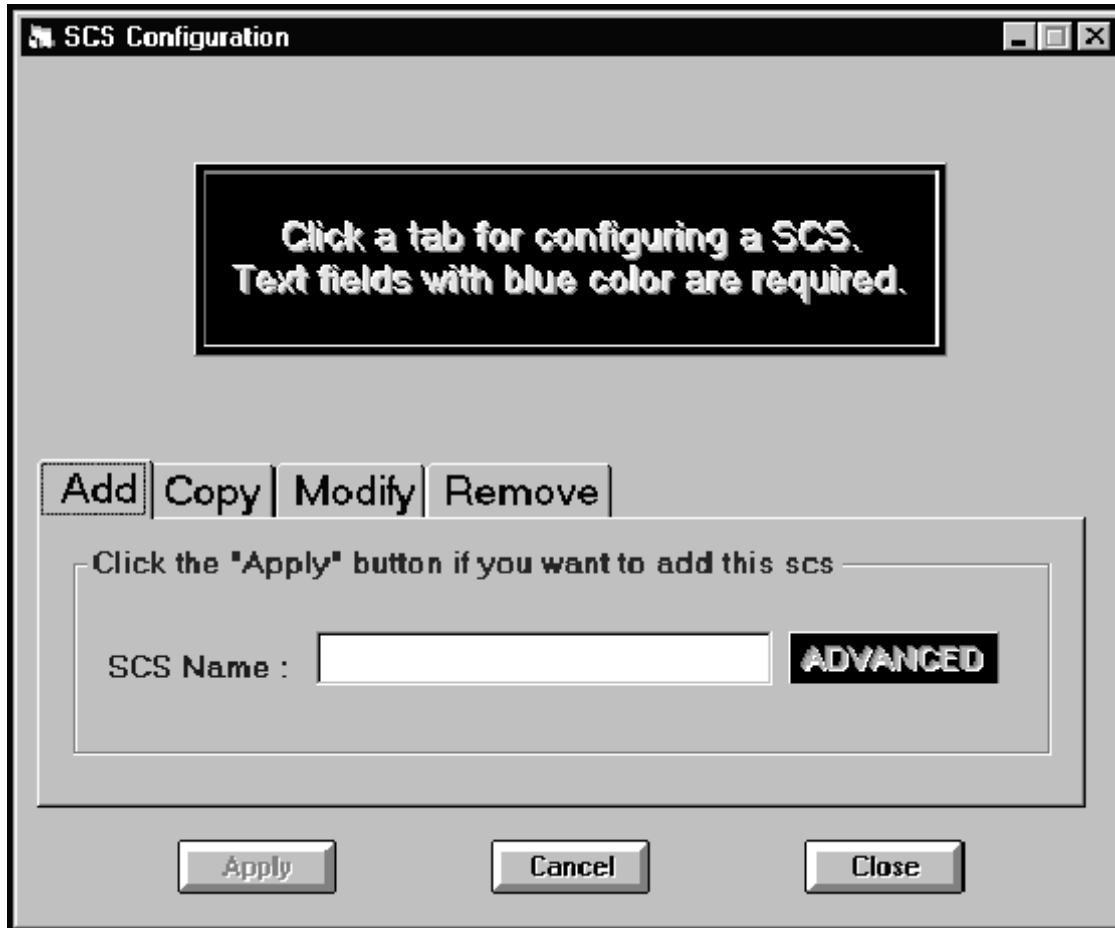 SCS Configuration
Click a tab for configuring a SCS.
Text fields with blue color are required.
Add Copy Modify Remove
Click the "Apply" button if you want to add this scs
SCS Name : ADVANCED
Apply Cancel Close